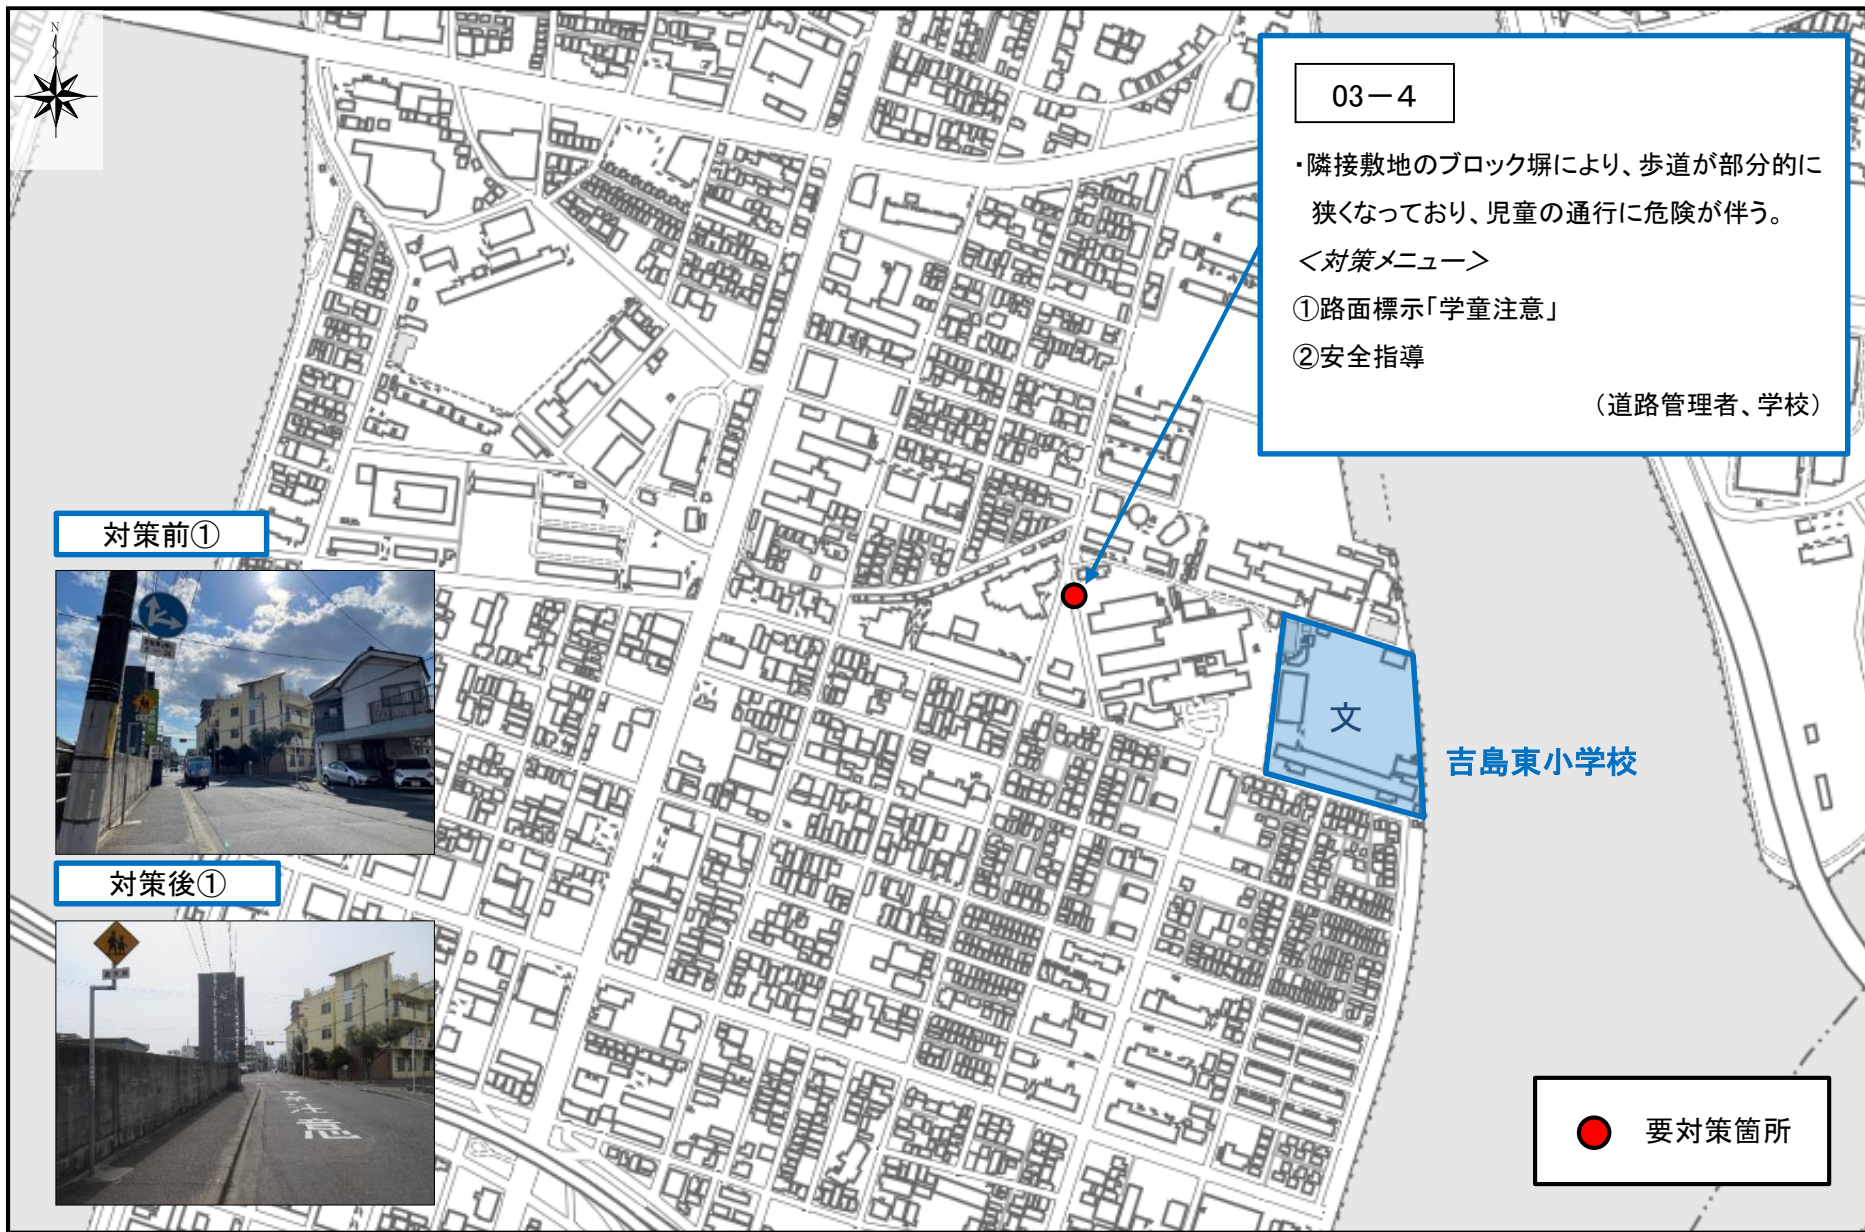 N
03－4
・隣接敷地のブロック塀により、歩道が部分的に
狭くなっており、児童の通行に危険が伴う。
＜対策メニュー＞
①路面標示「学童注意」
②安全指導
（道路管理者、学校）
対策前①
対策後①
文
吉島東小学校
要対策箇所